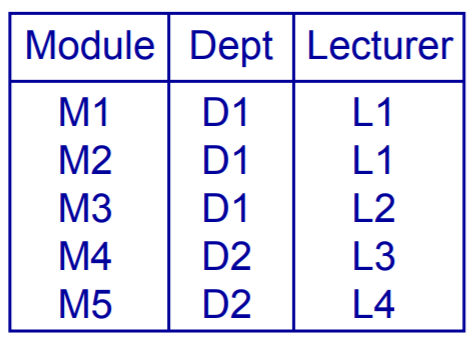 Module Dept Lecturer
M1 D1 L1
M2 D1 L1
M3 D1 L2
M4 D2 L3
M5 D2 L4